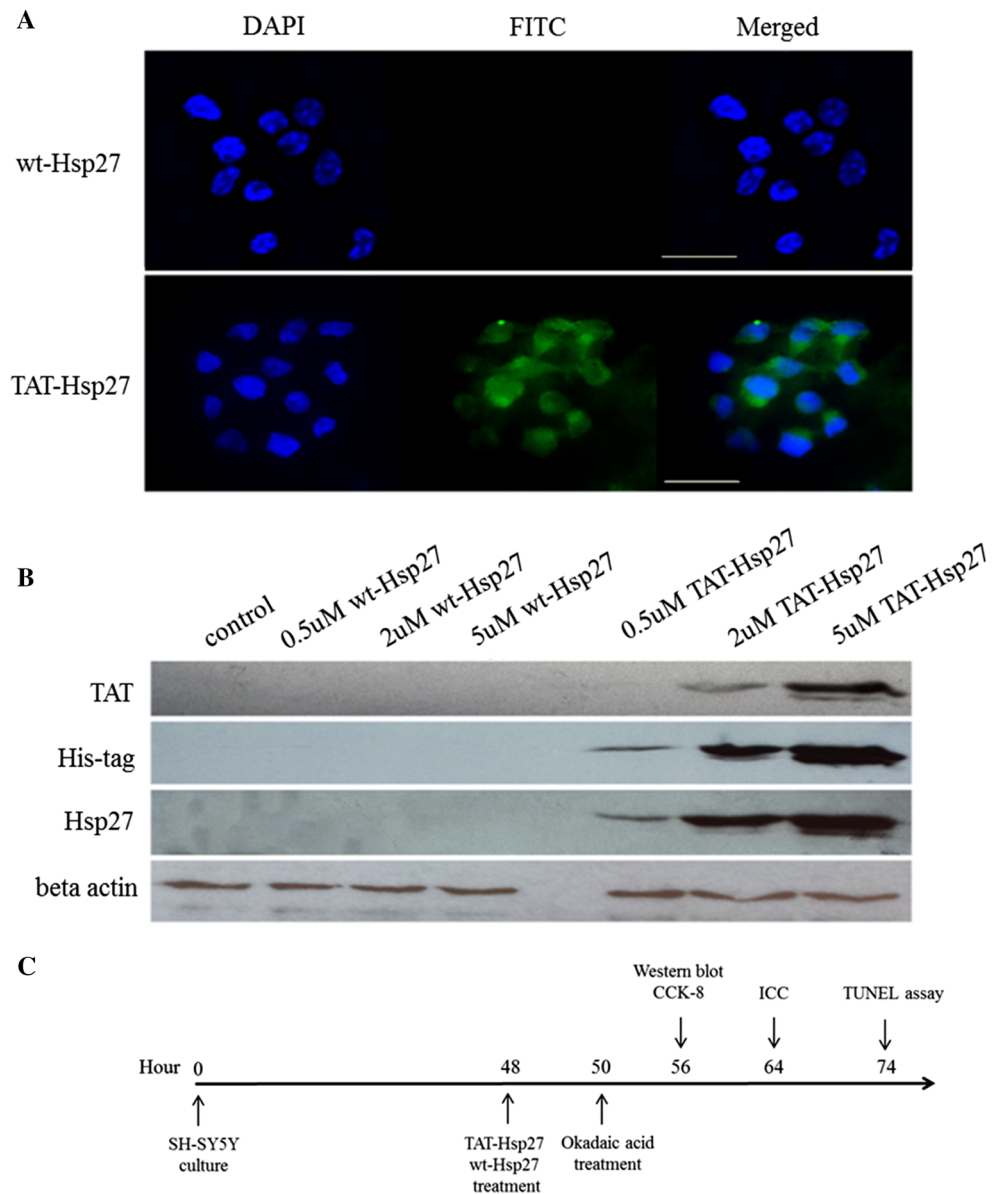 A
DAPI FITC Merged
wt-Hsp27
TAT-Hsp27
B
control 0.5uM wt-Hsp27 2uM wt-Hsp27 5uM wt-Hsp27 0.5uM TAT-Hsp27 2uM TAT-Hsp27 5uM TAT-Hsp27
TAT
His-tag
Hsp27
beta actin
C
Western blot
CCK-8 ICC TUNEL assay
Hour 0 48 50 56 64 74
SH-SY5Y
culture
TAT-Hsp27
wt-Hsp27
treatment
Okadaic acid
treatment